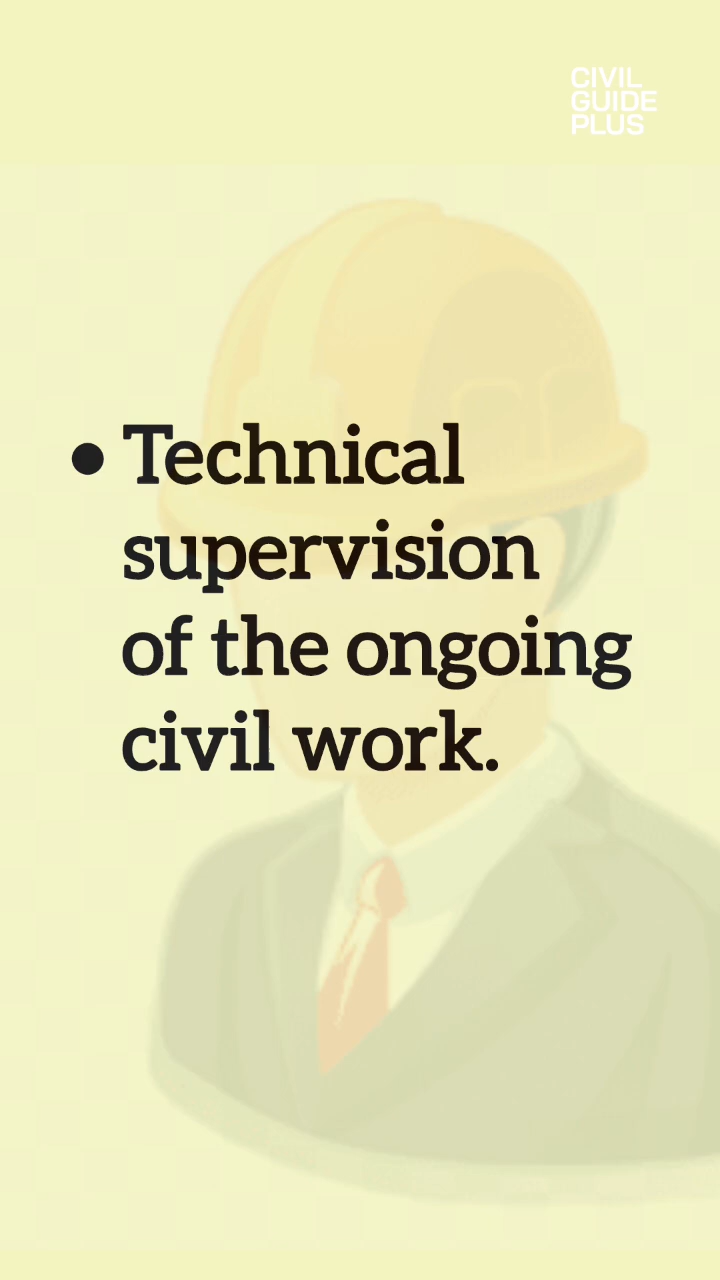 CIVIL
GUIDE
PLUS
• Technical
supervision
of the ongoing
civil work.